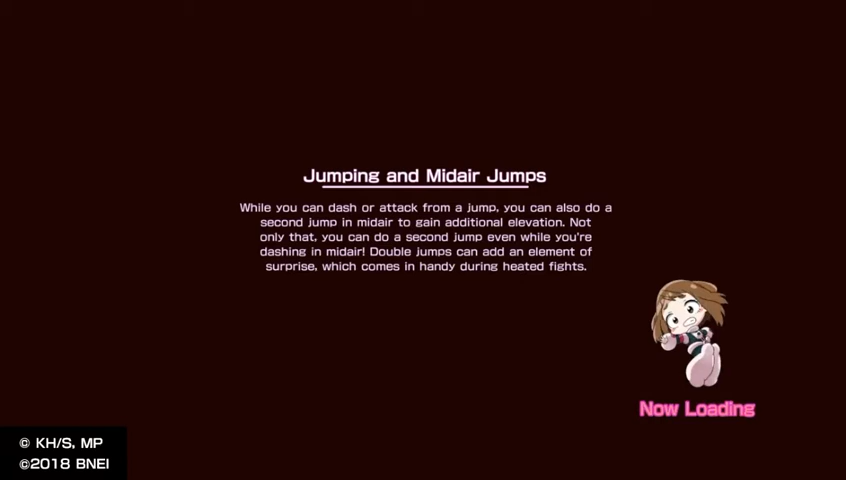 Jumping and Midair Jumps
While you can dash or attack from a jump, you can also do a
second jump in midair to gain additional elevation. Not
only that, you can do a second jump even while you're
dashing in midair! Double jumps can add an element of
surprise, which comes in handy during heated fights.
Now Loading
© KH/S, MP
©2018 BNEI